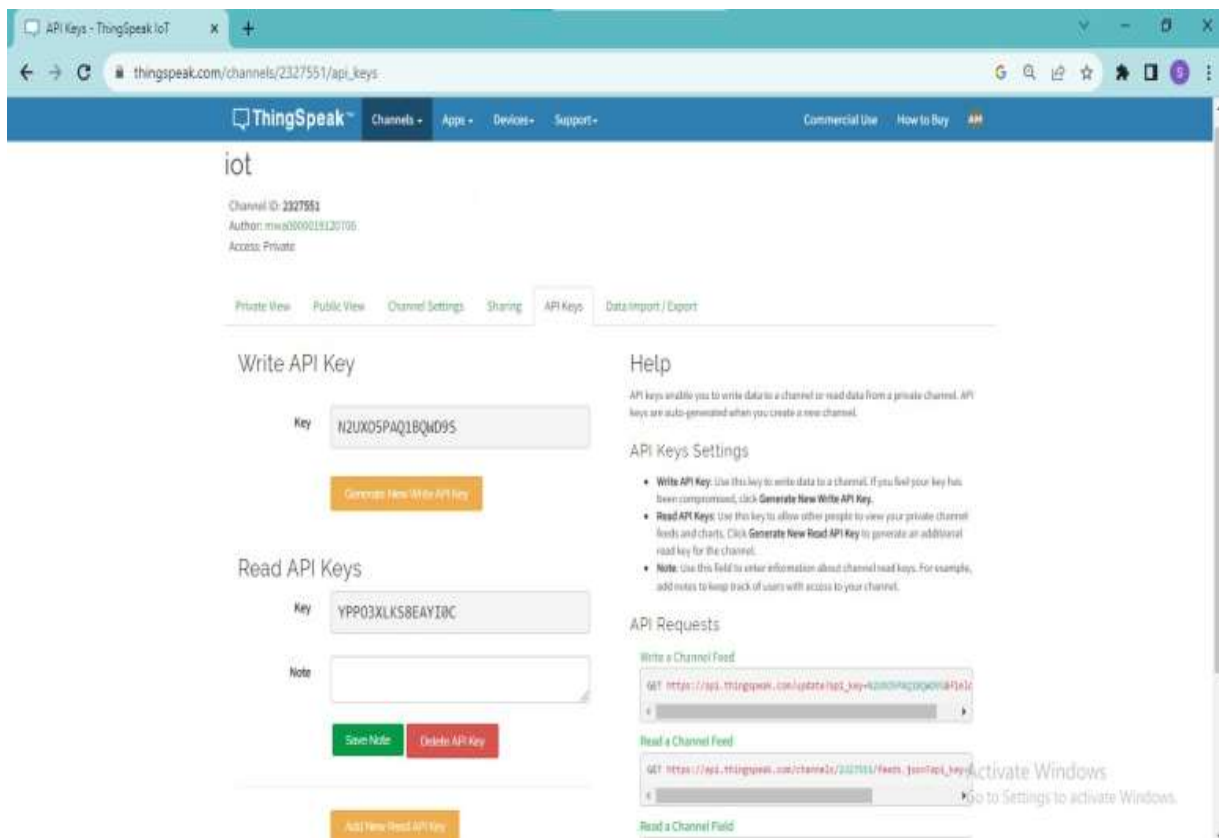 API Keys - ThingSpeak IoT
thingspeak.com/channels/2327551/api_keys
ThingSpeak™ Channels Apps Devices Support Commercial Use How to Buy
iot
Channel ID: 2327551
Author:
Access: Private
Private View Public View Channel Settings Sharing API Keys Data Import / Export
Write API Key
Key N2UXO5PAQ1BQWD9S
Generate New Write API Key
Read API Keys
Key YPPO3XLKS8EAYI0C
Note
Save Note Delete API Key
Add New Read API Key
Help
API keys enable you to write data to a channel or read data from a private channel. API
keys are auto-generated when you create a new channel.
API Keys Settings
Write API Key: Use this key to write data to a channel. If you feel your key has
been compromised, click Generate New Write API Key.
Read API Keys: Use this key to allow other people to view your private channel
feeds and charts. Click Generate New Read API Key to generate an additional
read key for the channel.
Note: Use this field to enter information about channel read keys. For example,
add notes to keep track of users with access to your channel.
API Requests
Write a Channel Feed
GET https://api.thingspeak.com/update?api_key=
Read a Channel Feed
GET https://api.thingspeak.com/channels/2327551/feeds.json?api_key=
Read a Channel Field
Activate Windows
Go to Settings to activate Windows.